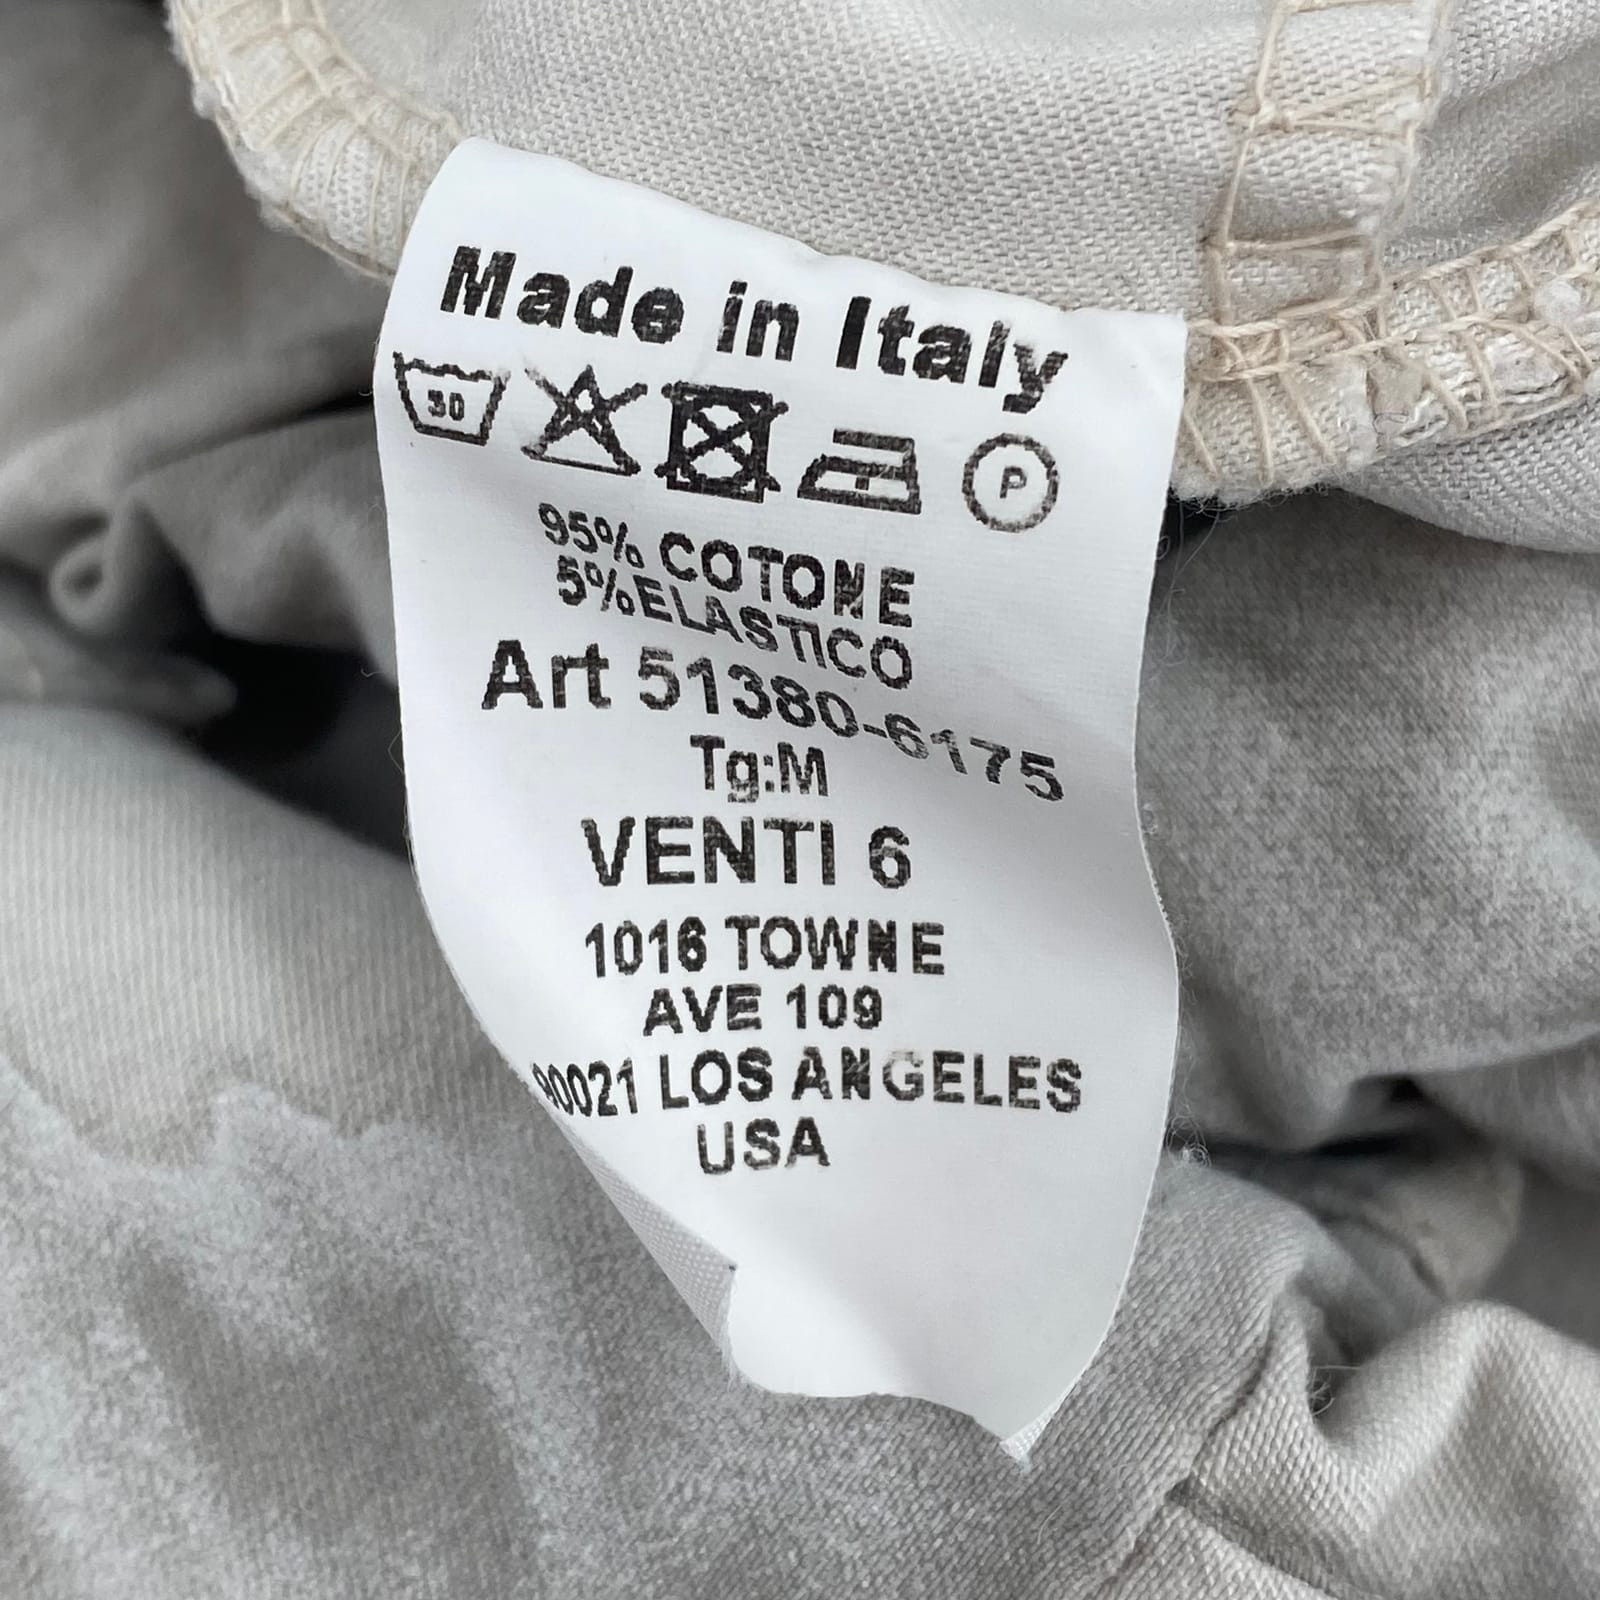 Made in Italy
30 P
95% COTONE
5%ELASTICO
Art 51380-6175
Tg:M
VENTI 6
1016 TOWNE
AVE 109
90021 LOS ANGELES
USA